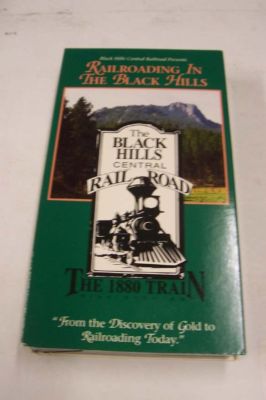 Black Hills Central Railroad Presents
RAILROADING IN
THE BLACK HILLS
The
BLACK
HILLS
CENTRAL
RAIL ROAD
THE 1880 TRAIN
"From the Discovery of Gold to
Railroading Today."